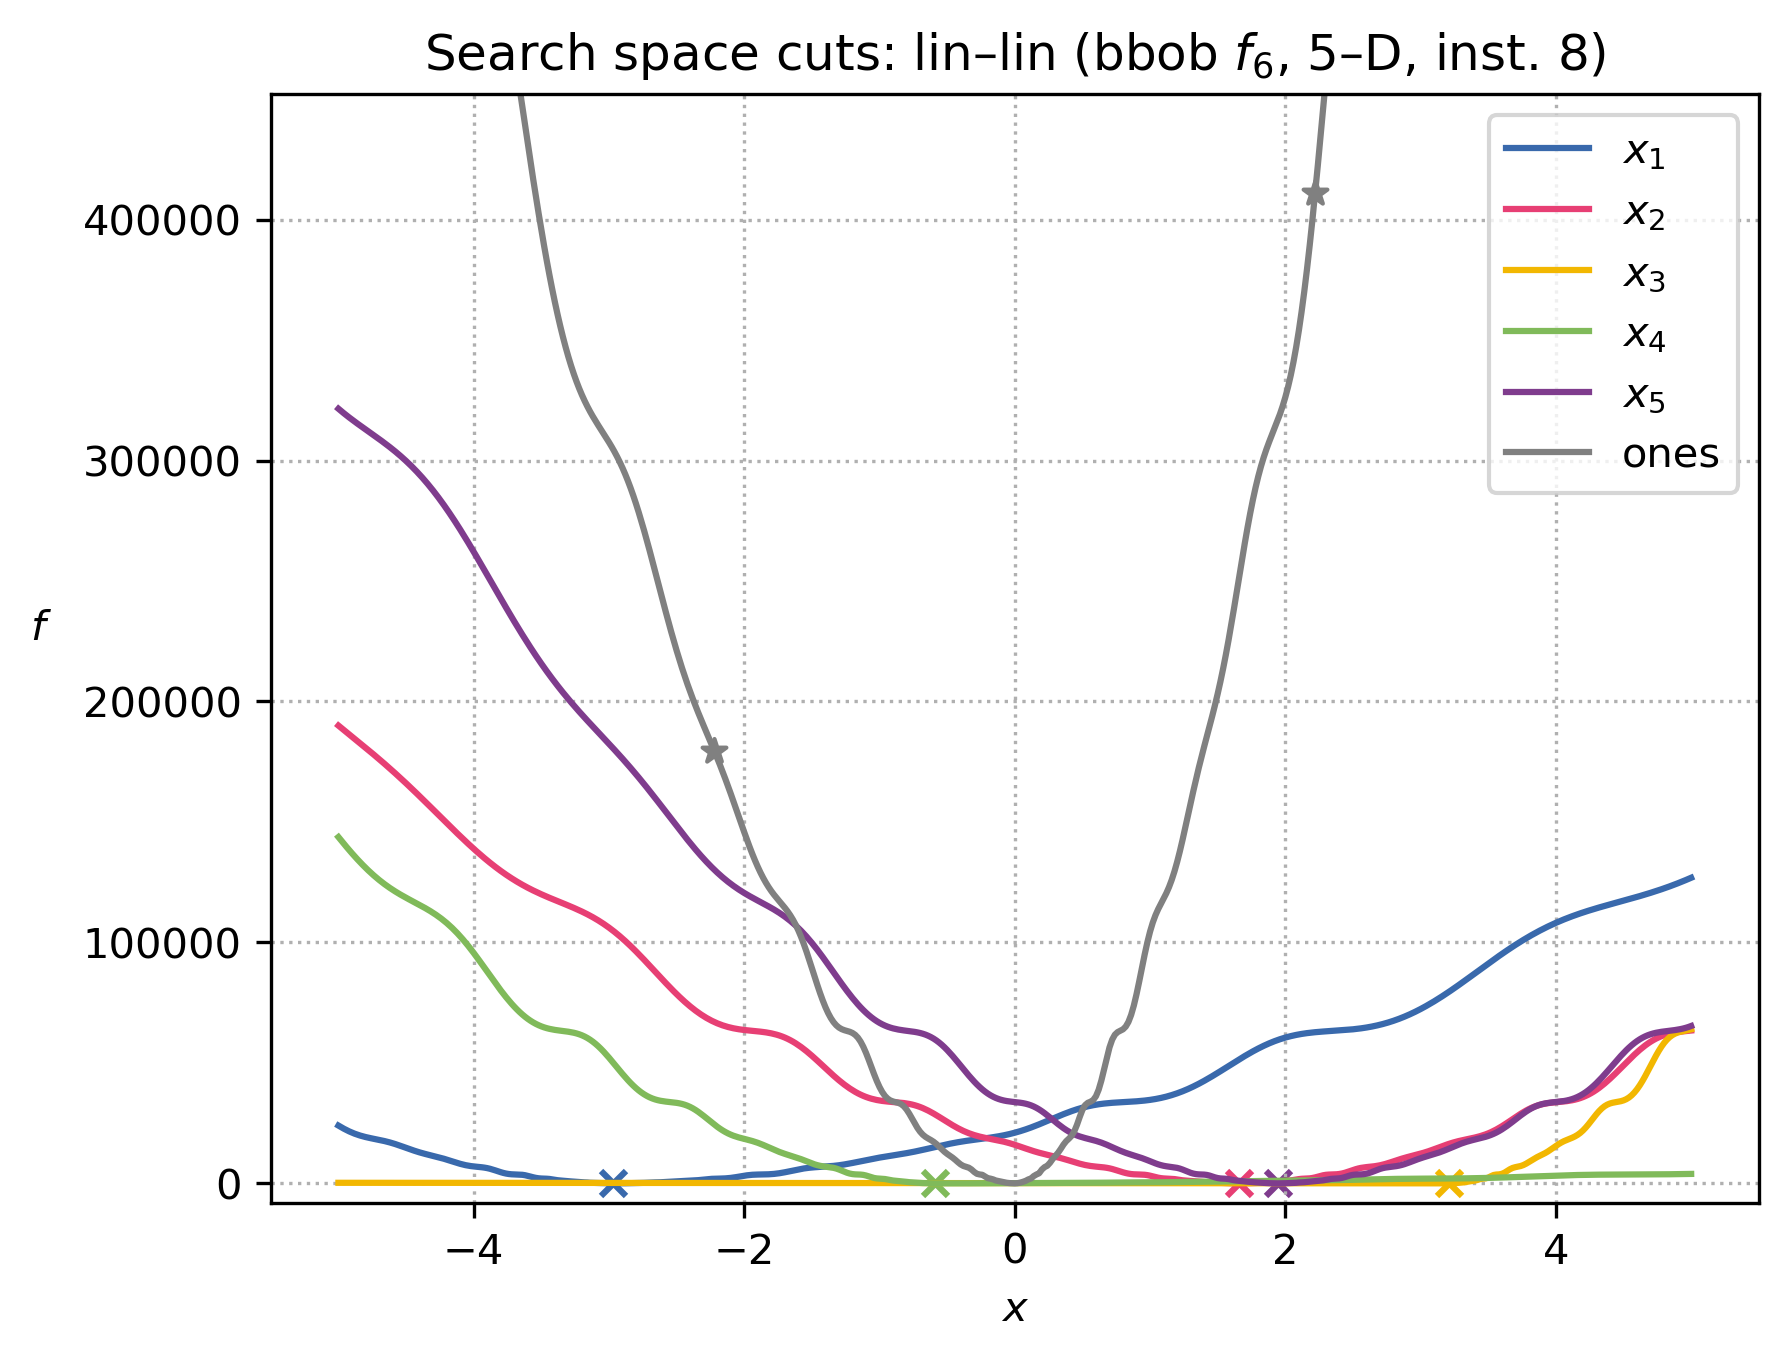 Search space cuts: lin–lin (bbob f₆, 5–D, inst. 8)
x₁
x₂
x₃
x₄
x₅
ones
400000
300000
200000
100000
0
f
−4 −2 0 2 4
x